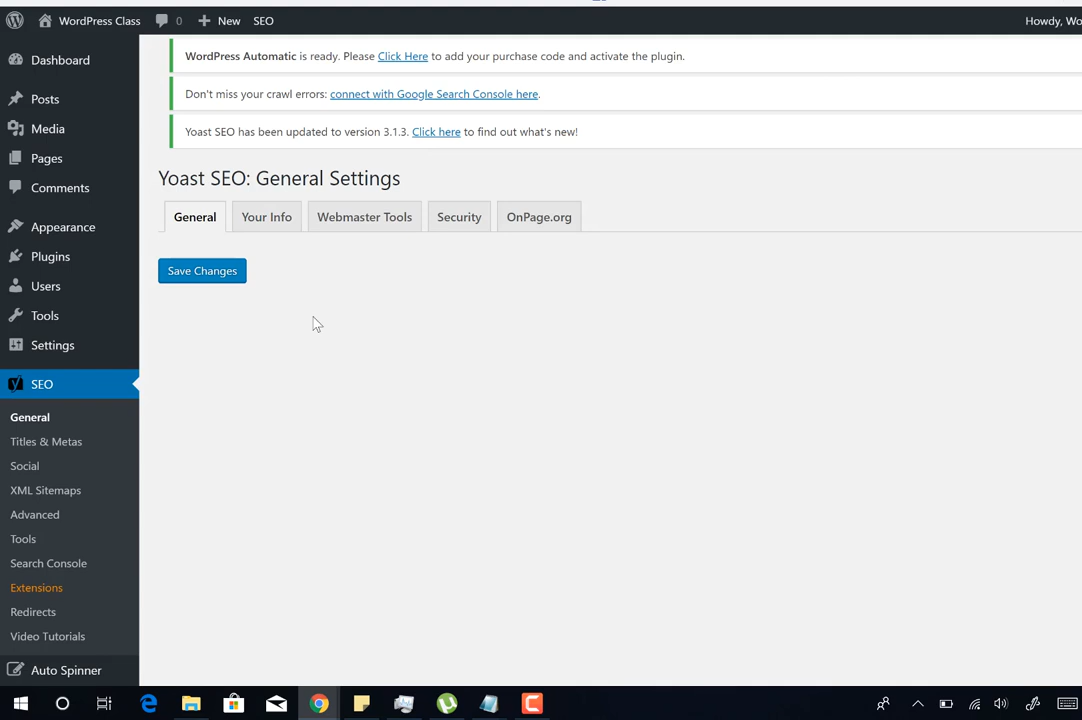 WordPress Class 0 New SEO Howdy, Wo
Dashboard
Posts
Media
Pages
Comments
Appearance
Plugins
Users
Tools
Settings
SEO
General
Titles & Metas
Social
XML Sitemaps
Advanced
Tools
Search Console
Extensions
Redirects
Video Tutorials
Auto Spinner
WordPress Automatic is ready. Please Click Here to add your purchase code and activate the plugin.
Don't miss your crawl errors: connect with Google Search Console here.
Yoast SEO has been updated to version 3.1.3. Click here to find out what's new!
Yoast SEO: General Settings
General Your Info Webmaster Tools Security OnPage.org
Save Changes